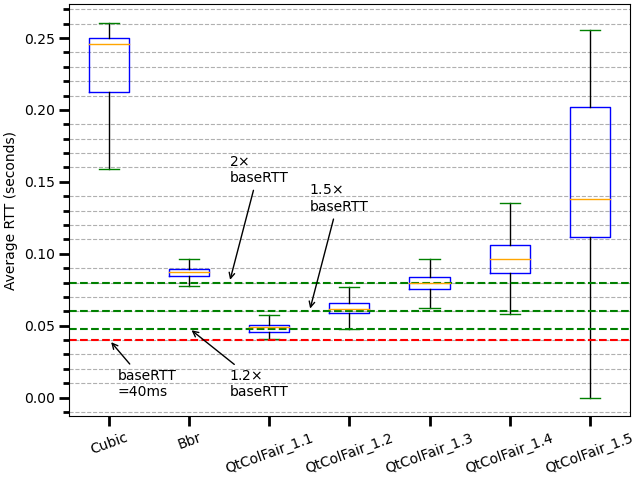 0.25
0.20
0.15
0.10
0.05
0.00
Average RTT (seconds)
2×
baseRTT
1.5×
baseRTT
baseRTT
=40ms
1.2×
baseRTT
Cubic
Bbr
QtColFair_1.1
QtColFair_1.2
QtColFair_1.3
QtColFair_1.4
QtColFair_1.5